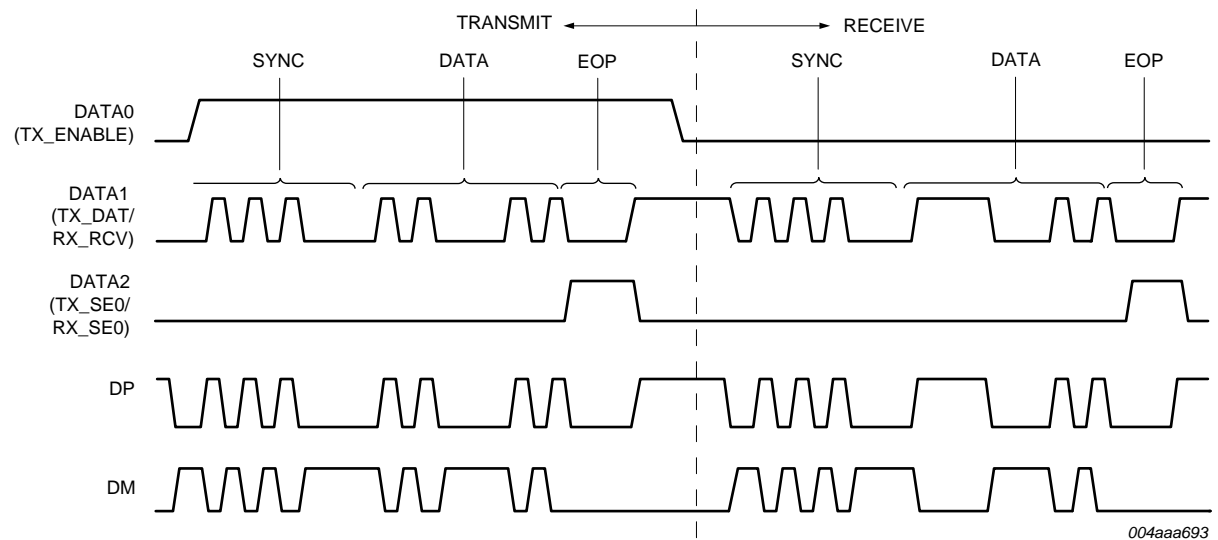 TRANSMIT
RECEIVE
SYNC
DATA
EOP
SYNC
DATA
EOP
DATA0
(TX_ENABLE)
DATA1
(TX_DAT/
RX_RCV)
DATA2
(TX_SE0/
RX_SE0)
DP
DM
004aaa693